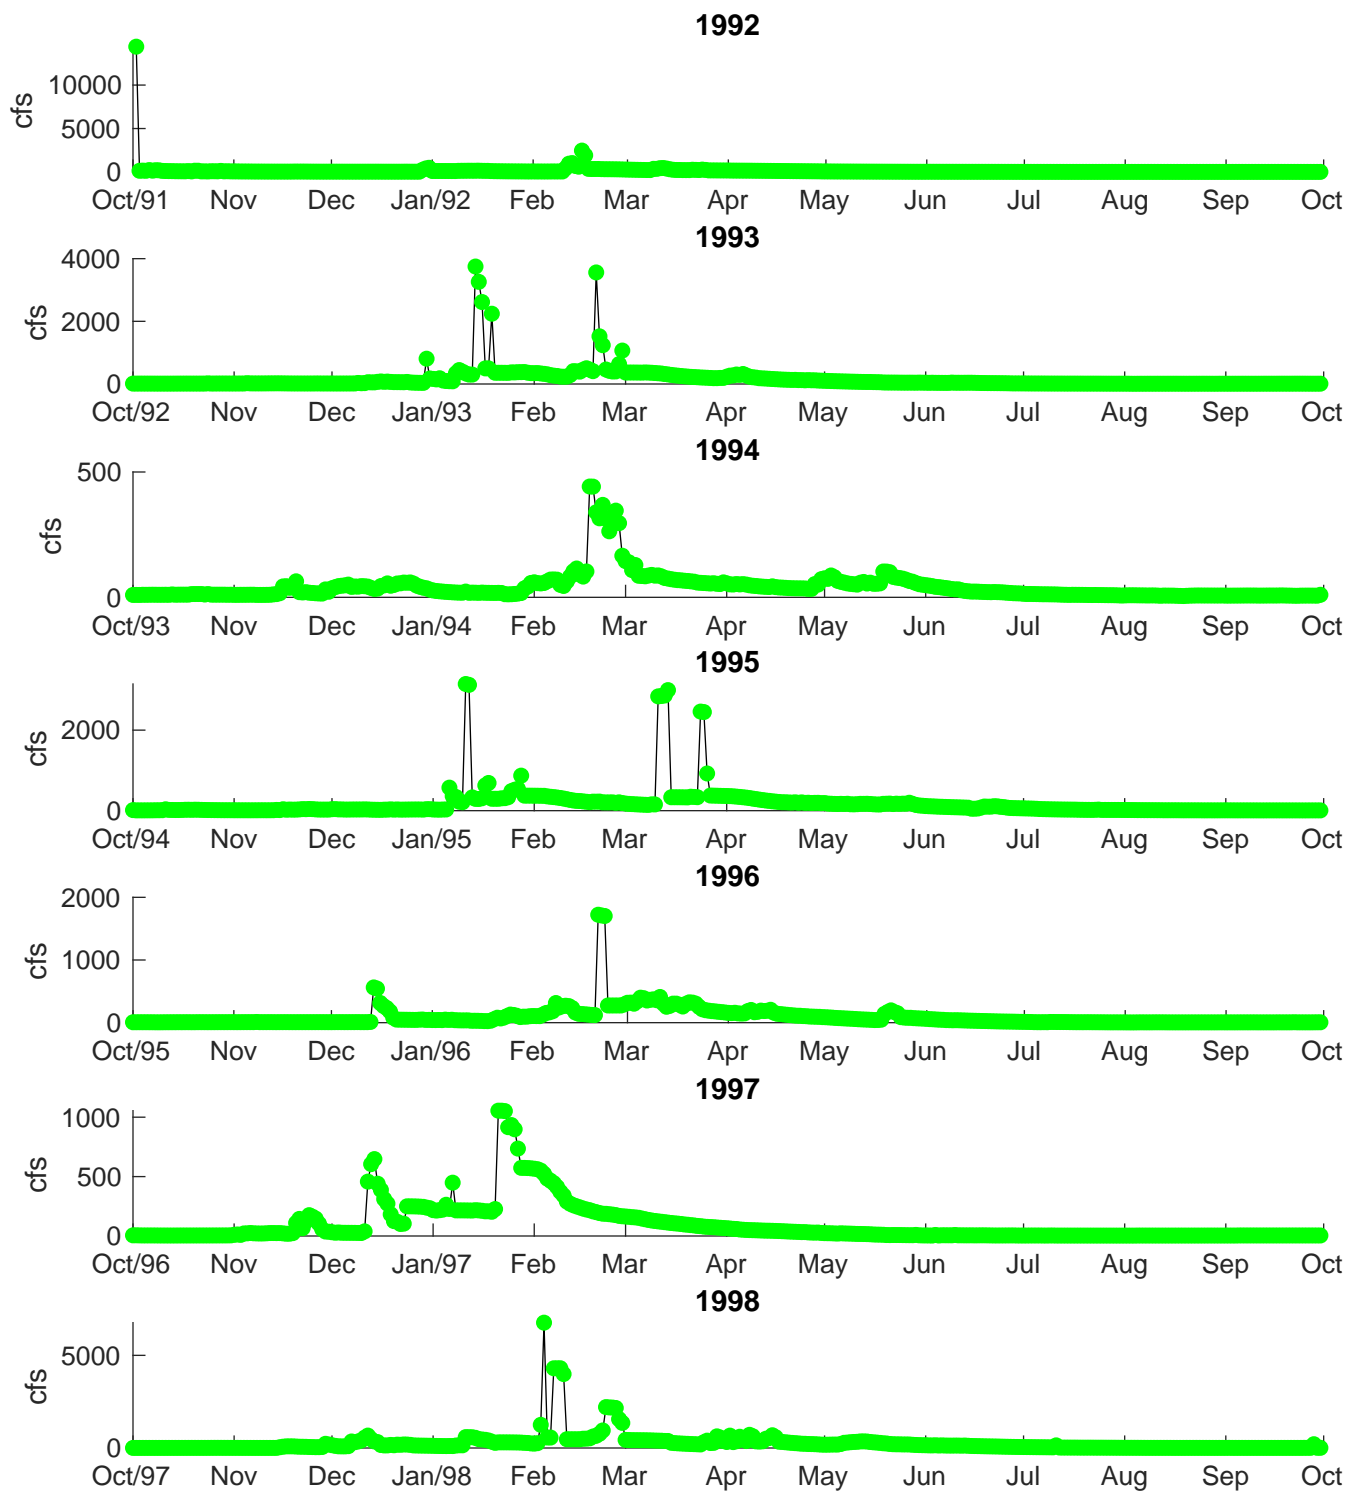 1992
cfs
10000
5000
0
Oct/91 Nov Dec Jan/92 Feb Mar Apr May Jun Jul Aug Sep Oct
1993
cfs
4000
2000
0
Oct/92 Nov Dec Jan/93 Feb Mar Apr May Jun Jul Aug Sep Oct
1994
cfs
500
0
Oct/93 Nov Dec Jan/94 Feb Mar Apr May Jun Jul Aug Sep Oct
1995
cfs
2000
0
Oct/94 Nov Dec Jan/95 Feb Mar Apr May Jun Jul Aug Sep Oct
1996
cfs
2000
1000
0
Oct/95 Nov Dec Jan/96 Feb Mar Apr May Jun Jul Aug Sep Oct
1997
cfs
1000
500
0
Oct/96 Nov Dec Jan/97 Feb Mar Apr May Jun Jul Aug Sep Oct
1998
cfs
5000
0
Oct/97 Nov Dec Jan/98 Feb Mar Apr May Jun Jul Aug Sep Oct